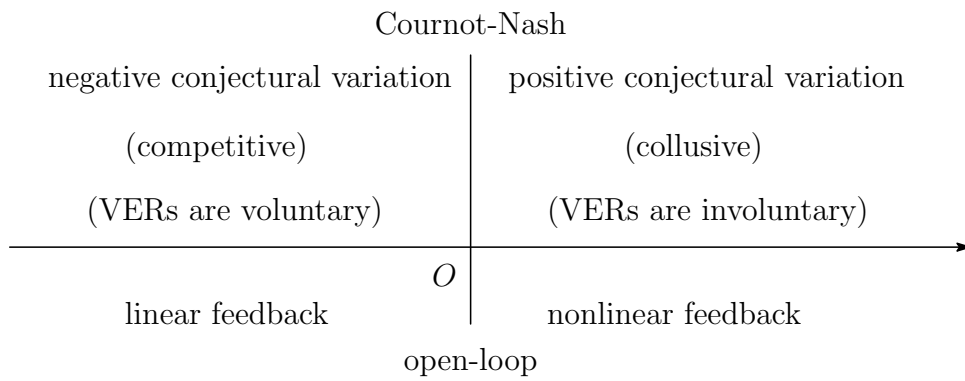 Cournot-Nash
negative conjectural variation positive conjectural variation
(competitive) (collusive)
(VERs are voluntary) (VERs are involuntary)
O
linear feedback nonlinear feedback
open-loop